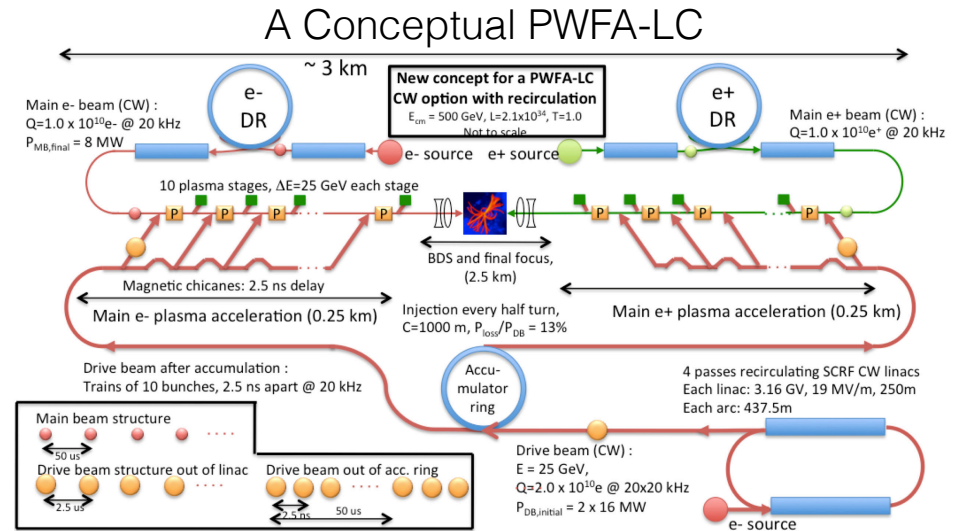 A Conceptual PWFA-LC
~ 3 km
New concept for a PWFA-LC
CW option with recirculation
E_cm = 500 GeV, L=2.1x10^34, T=1.0
Not to scale
e-
DR
e+
DR
Main e- beam (CW) :
Q=1.0 x 10^10e- @ 20 kHz
P_MB,final = 8 MW
Main e+ beam (CW) :
Q=1.0 x 10^10e+ @ 20 kHz
e- source
e+ source
10 plasma stages, ΔE=25 GeV each stage
P
P
P
P
P
P
P
P
BDS and final focus,
(2.5 km)
Magnetic chicanes: 2.5 ns delay
Main e- plasma acceleration (0.25 km)
Injection every half turn,
C=1000 m, P_loss/P_DB = 13%
Main e+ plasma acceleration (0.25 km)
Drive beam after accumulation :
Trains of 10 bunches, 2.5 ns apart @ 20 kHz
Accu-
mulator
ring
4 passes recirculating SCRF CW linacs
Each linac: 3.16 GV, 19 MV/m, 250m
Each arc: 437.5m
Main beam structure
50 us
Drive beam structure out of linac
2.5 us
Drive beam out of acc. ring
2.5 ns
50 us
Drive beam (CW) :
E = 25 GeV,
Q=2.0 x 10^10e @ 20x20 kHz
P_DB,initial = 2 x 16 MW
e- source